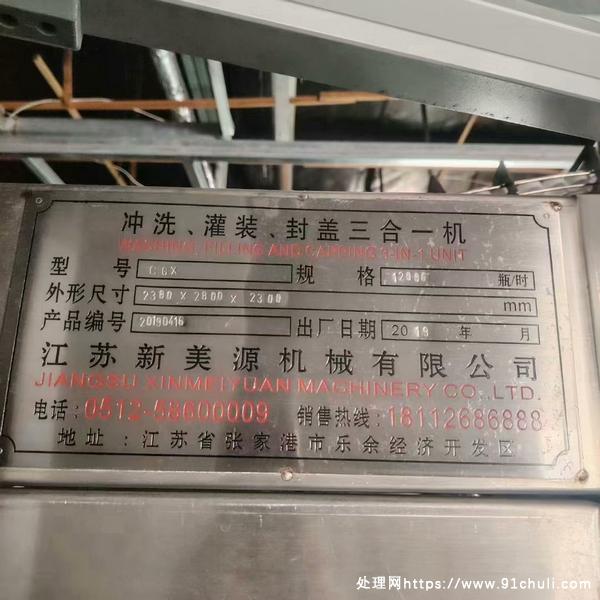 冲洗、灌装、封盖三合一机
WASHING, FILLING AND CAPPING 3-IN-1 UNIT
型号 CGX 规格 12000 瓶/时
外形尺寸 2380 x 2800 x 2300 mm
产品编号 20190416 出厂日期 2019 年 月
江苏新美源机械有限公司
JIANGSU XINMEIYUAN MACHINERY CO.,LTD.
电话:0512-58600009 销售热线:18112686888
地址:江苏省张家港市乐余经济开发区
处理网https://www.91chuli.com/